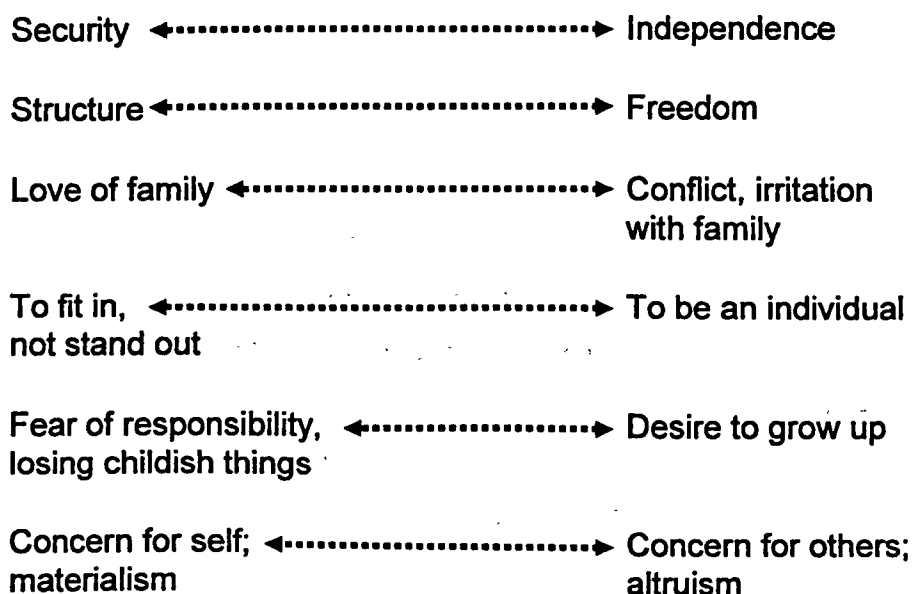 Security Independence
Structure Freedom
Love of family Conflict, irritation
with family
To fit in, To be an individual
not stand out
Fear of responsibility, Desire to grow up
losing childish things
Concern for self; Concern for others;
materialism altruism